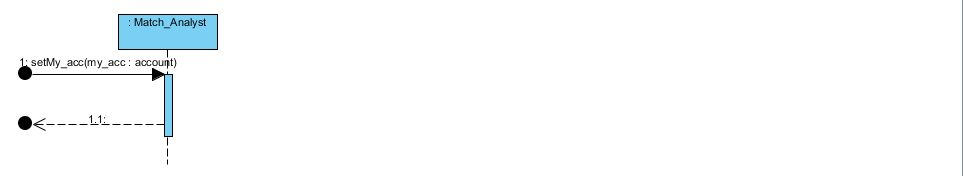 : Match_Analyst
1: setMy_acc(my_acc : account)
1.1: